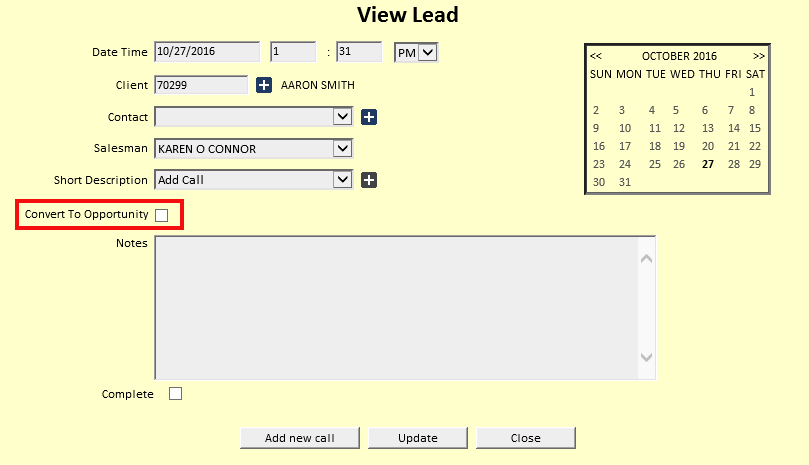 View Lead
Date Time 10/27/2016 1 : 31 PM
Client 70299 AARON SMITH
Contact
Salesman KAREN O CONNOR
Short Description Add Call
Convert To Opportunity
Notes
Complete
Add new call Update Close
<< OCTOBER 2016 >>
SUN MON TUE WED THU FRI SAT
1
2 3 4 5 6 7 8
9 10 11 12 13 14 15
16 17 18 19 20 21 22
23 24 25 26 27 28 29
30 31